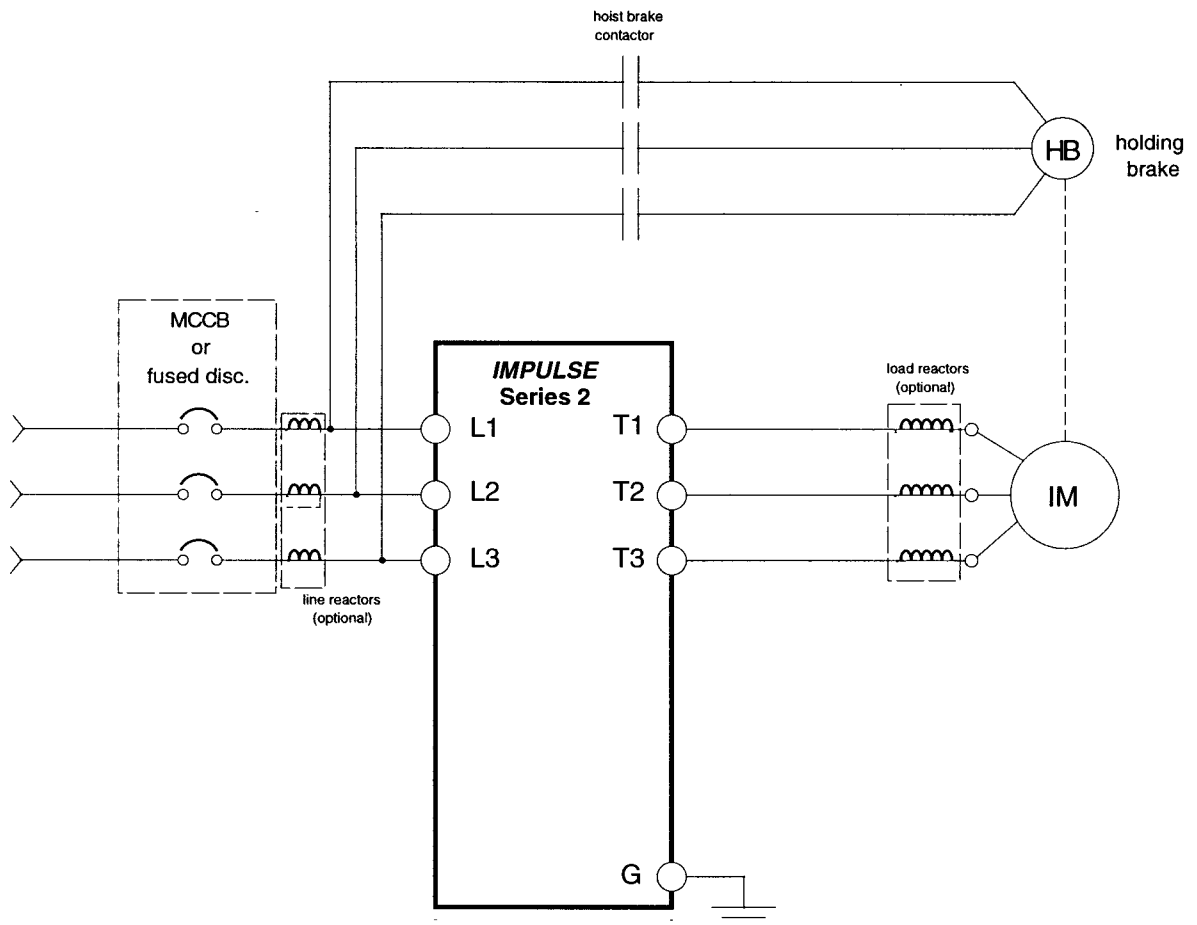 hoist brake
contactor
HB
holding
brake
MCCB
or
fused disc.
IMPULSE
Series 2
load reactors
(optional)
L1
T1
L2
T2
IM
L3
T3
line reactors
(optional)
G